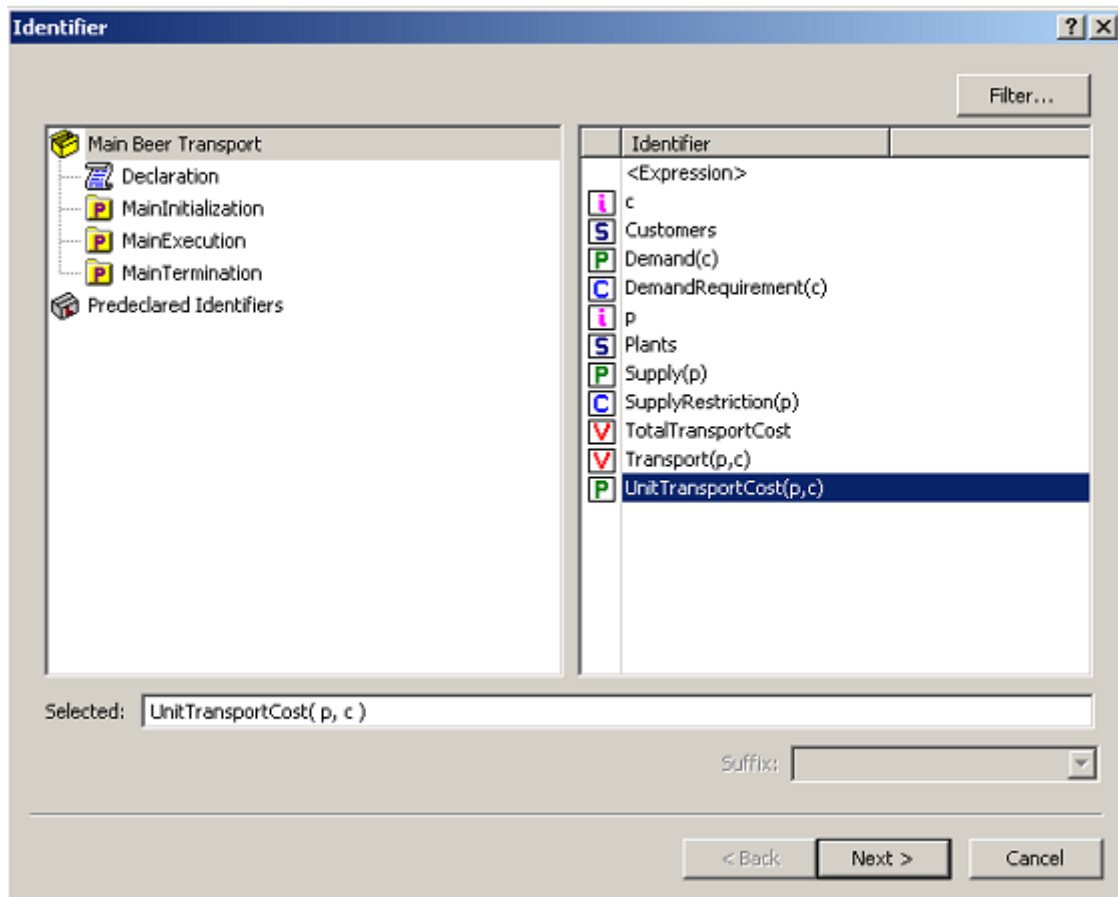 Identifier
Filter...
Main Beer Transport
Declaration
P MainInitialization
P MainExecution
P MainTermination
Predeclared Identifiers
Identifier
<Expression>
i c
S Customers
P Demand(c)
C DemandRequirement(c)
i p
S Plants
P Supply(p)
C SupplyRestriction(p)
V TotalTransportCost
V Transport(p,c)
P UnitTransportCost(p,c)
Selected: UnitTransportCost( p, c )
Suffix:
< Back Next > Cancel